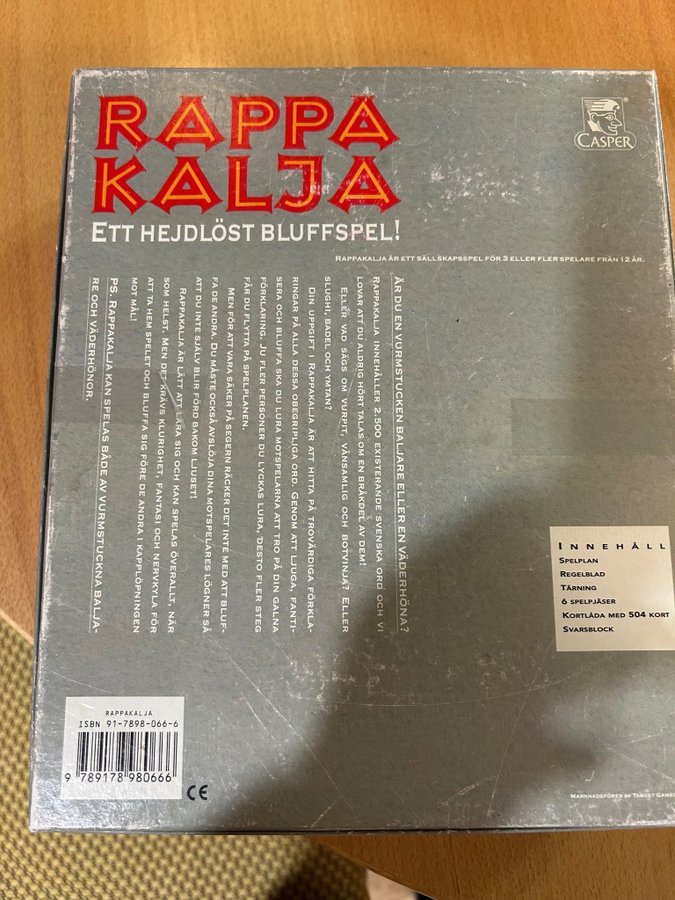 RAPPA
KALJA
ETT HEJDLÖST BLUFFSPEL!
CASPER
RAPPAKALJA ÄR ETT SÄLLSKAPSSPEL FÖR 3 ELLER FLER SPELARE FRÅN 12 ÅR.
ÄR DU EN VURMSTUCKEN BALJARE ELLER EN VÄDERHÖNA?
RAPPAKALJA INNEHÅLLER 2.500 EXISTERANDE SVENSKA ORD OCH VI
LOVAR ATT DU ALDRIG HÖRT TALAS OM EN BRÅKDEL AV DEM!
ELLER VAD SÄGS OM VURPIT, VÅNSAMLIG OCH BOTVINJA? ELLER
SLUGHI, BADEL OCH YMTAN?
DIN UPPGIFT I RAPPAKALJA ÄR ATT HITTA PÅ TROVÄRDIGA FÖRKLA-
RINGAR PÅ ALLA DESSA OBEGRIPLIGA ORD. GENOM ATT LJUGA, FANTI-
SERA OCH BLUFFA SKA DU LURA MOTSPELARNA ATT TRO PÅ DIN GALNA
FÖRKLARING. JU FLER PERSONER DU LYCKAS LURA, DESTO FLER STEG
FÅR DU FLYTTA PÅ SPELPLANEN.
MEN FÖR ATT VARA SÄKER PÅ SEGERN RÄCKER DET INTE MED ATT BLUF-
FA DE ANDRA. DU MÅSTE OCKSÅ AVSLÖJA DINA MOTSPELARES LÖGNER SÅ
ATT DU INTE SJÄLV BLIR FÖRD BAKOM LJUSET!
RAPPAKALJA ÄR LÄTT ATT LÄRA SIG OCH KAN SPELAS ÖVERALLT, NÄR
SOM HELST. MEN DET KRÄVS KLURIGHET, FANTASI OCH NERVKYLA FÖR
ATT TA HEM SPELET OCH BLUFFA SIG FÖRE DE ANDRA I KAPPLÖPNINGEN
MOT MÅL!
PS. RAPPAKALJA KAN SPELAS BÅDE AV VURMSTUCKNA BALJA-
RE OCH VÄDERHÖNOR.
INNEHÅLL
SPELPLAN
REGELBLAD
TÄRNING
6 SPELPJÄSER
KORTLÅDA MED 504 KORT
SVARSBLOCK
RAPPAKALJA
ISBN 91-7898-066-6
9 789178 980666
79-001
CE
MARKNADSFÖRES AV TARGET GAMES